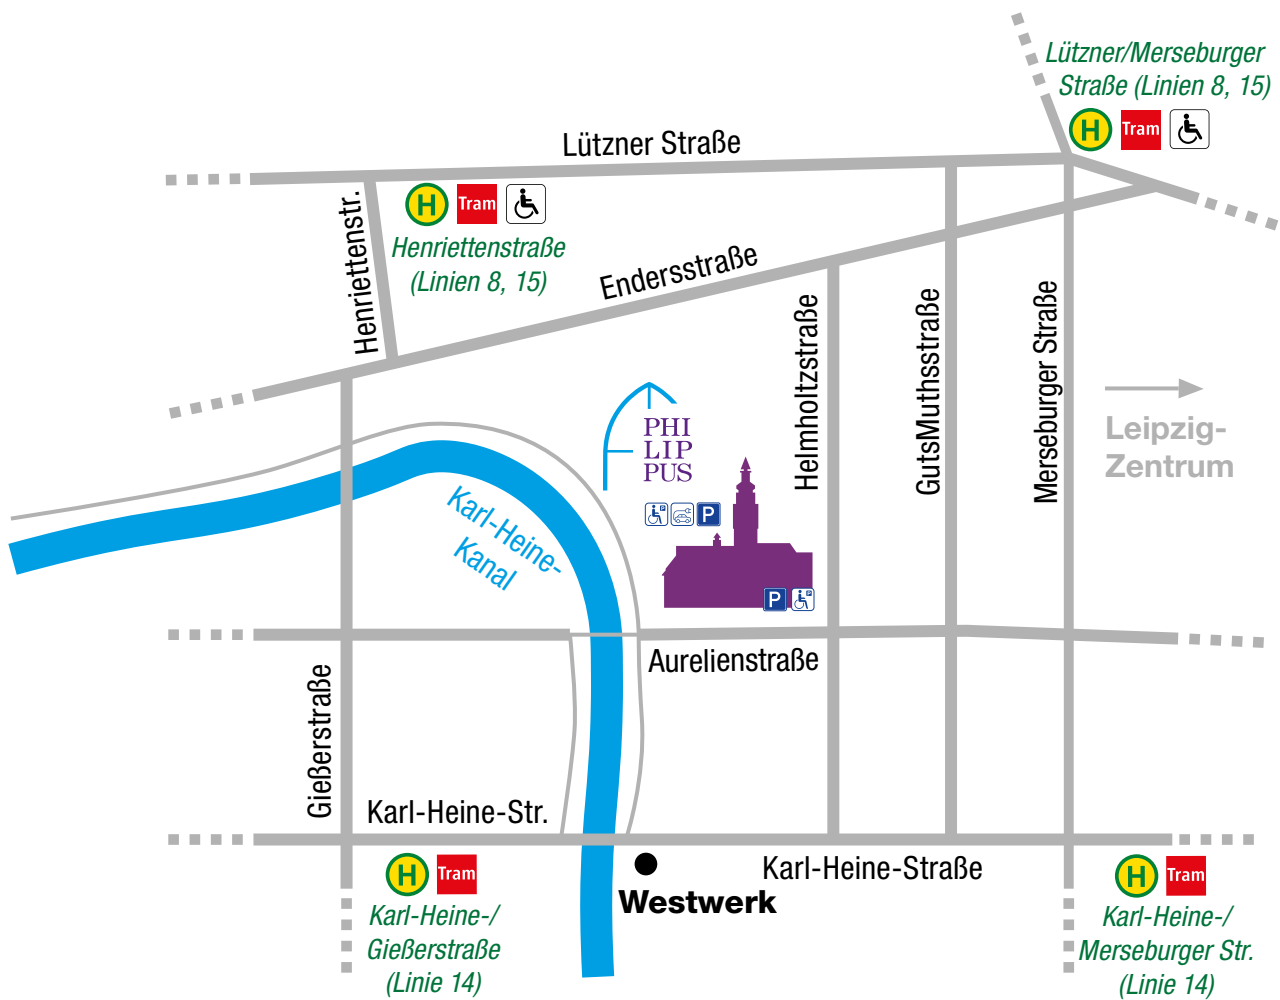 Lützner/Merseburger
Straße (Linien 8, 15)
H Tram
Lützner Straße
H Tram
Henriettenstraße
(Linien 8, 15)
Henriettenstr.
Endersstraße
Helmholtzstraße
GutsMuthsstraße
Merseburger Straße
Leipzig-
Zentrum
PHI
LIP
PUS
P P
Karl-Heine-
Kanal
P P
Aurelienstraße
Gießerstraße
Karl-Heine-Str.
Karl-Heine-Straße
Westwerk
H Tram
Karl-Heine-/
Gießerstraße
(Linie 14)
H Tram
Karl-Heine-/
Merseburger Str.
(Linie 14)